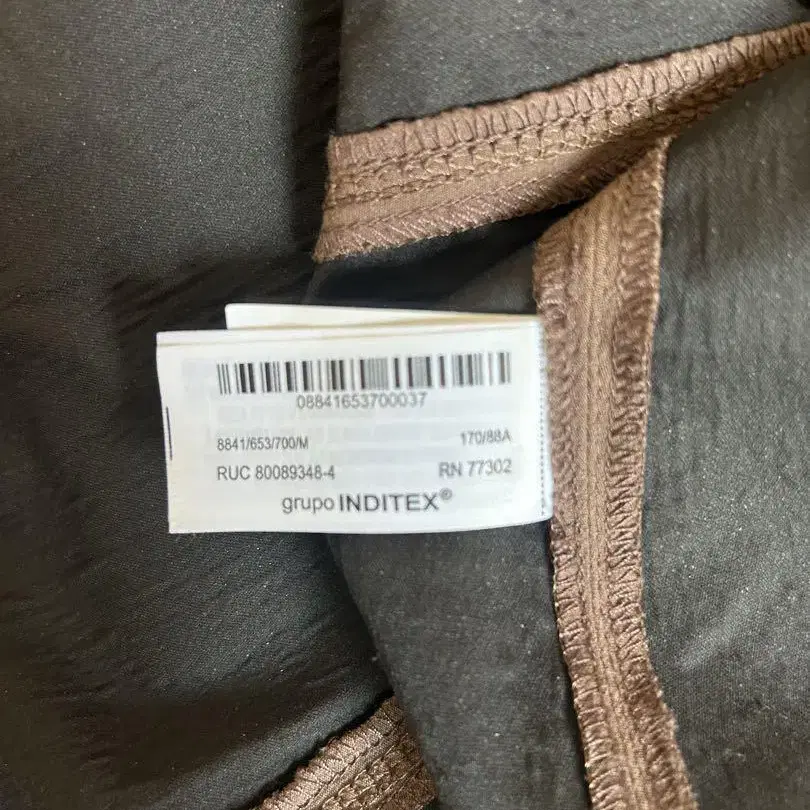 08841653700037
8841/653/700/M 170/88A
RUC 80089348-4 RN 77302
grupo INDITEX®